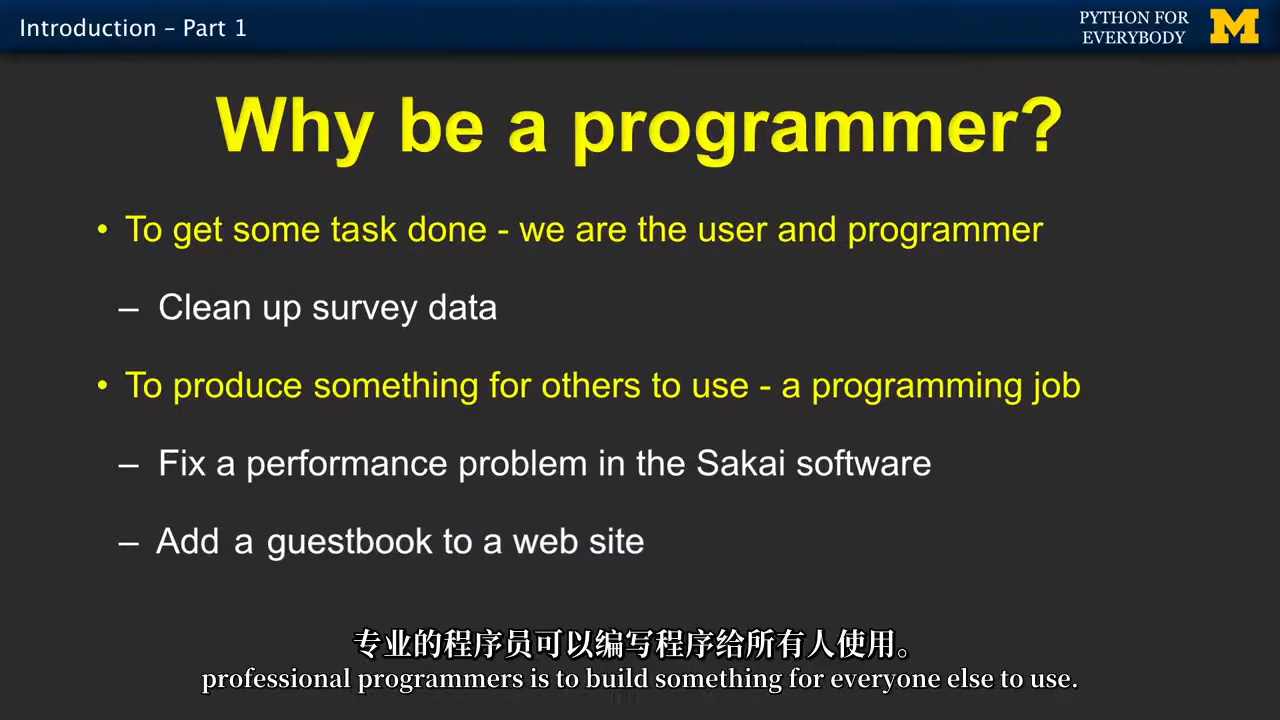 Introduction – Part 1
PYTHON FOR
EVERYBODY
M
Why be a programmer?
• To get some task done - we are the user and programmer
– Clean up survey data
• To produce something for others to use - a programming job
– Fix a performance problem in the Sakai software
– Add a guestbook to a web site
专业的程序员可以编写程序给所有人使用。
professional programmers is to build something for everyone else to use.